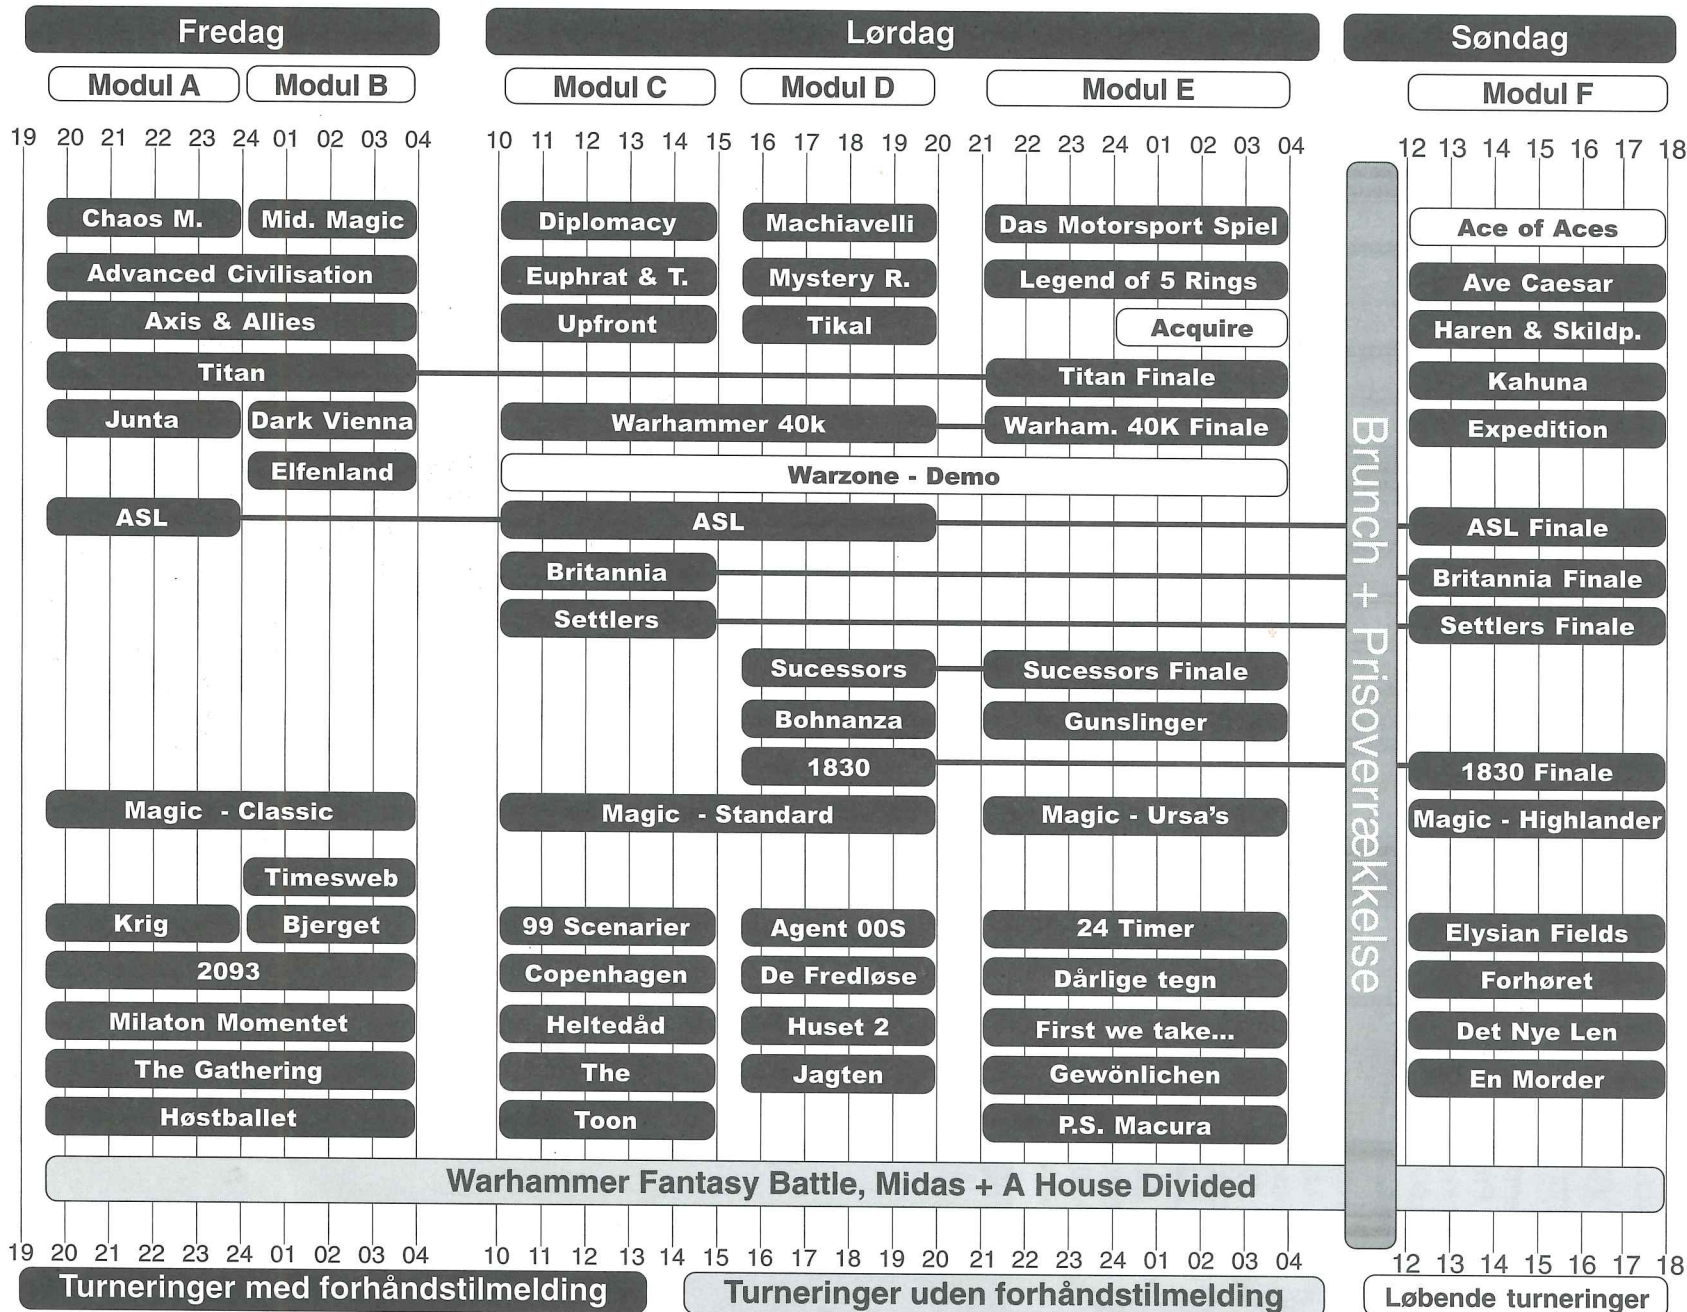 Fredag Lørdag Søndag
Modul A Modul B Modul C Modul D Modul E Modul F
19 20 21 22 23 24 01 02 03 04 10 11 12 13 14 15 16 17 18 19 20 21 22 23 24 01 02 03 04 12 13 14 15 16 17 18
Chaos M. Mid. Magic Diplomacy Machiavelli Das Motorsport Spiel Ace of Aces
Advanced Civilisation Euphrat & T. Mystery R. Legend of 5 Rings Ave Caesar
Axis & Allies Upfront Tikal Acquire Haren & Skildp.
Titan Titan Finale Kahuna
Junta Dark Vienna Warhammer 40k Warham. 40K Finale Expedition
Elfenland Warzone - Demo
ASL ASL ASL Finale
Britannia Britannia Finale
Settlers Settlers Finale
Sucessors Sucessors Finale
Bohnanza Gunslinger
1830 1830 Finale
Magic - Classic Magic - Standard Magic - Ursa's Magic - Highlander
Timesweb
Krig Bjerget 99 Scenarier Agent 00S 24 Timer Elysian Fields
2093 Copenhagen De Fredløse Dårlige tegn Forhøret
Milaton Momentet Heltedåd Huset 2 First we take... Det Nye Len
The Gathering The Jagten Gewönlichen En Morder
Høstballet Toon P.S. Macura
Brunch + Prisoverrækkelse
Warhammer Fantasy Battle, Midas + A House Divided
19 20 21 22 23 24 01 02 03 04 10 11 12 13 14 15 16 17 18 19 20 21 22 23 24 01 02 03 04 12 13 14 15 16 17 18
Turneringer med forhåndstilmelding Turneringer uden forhåndstilmelding Løbende turneringer